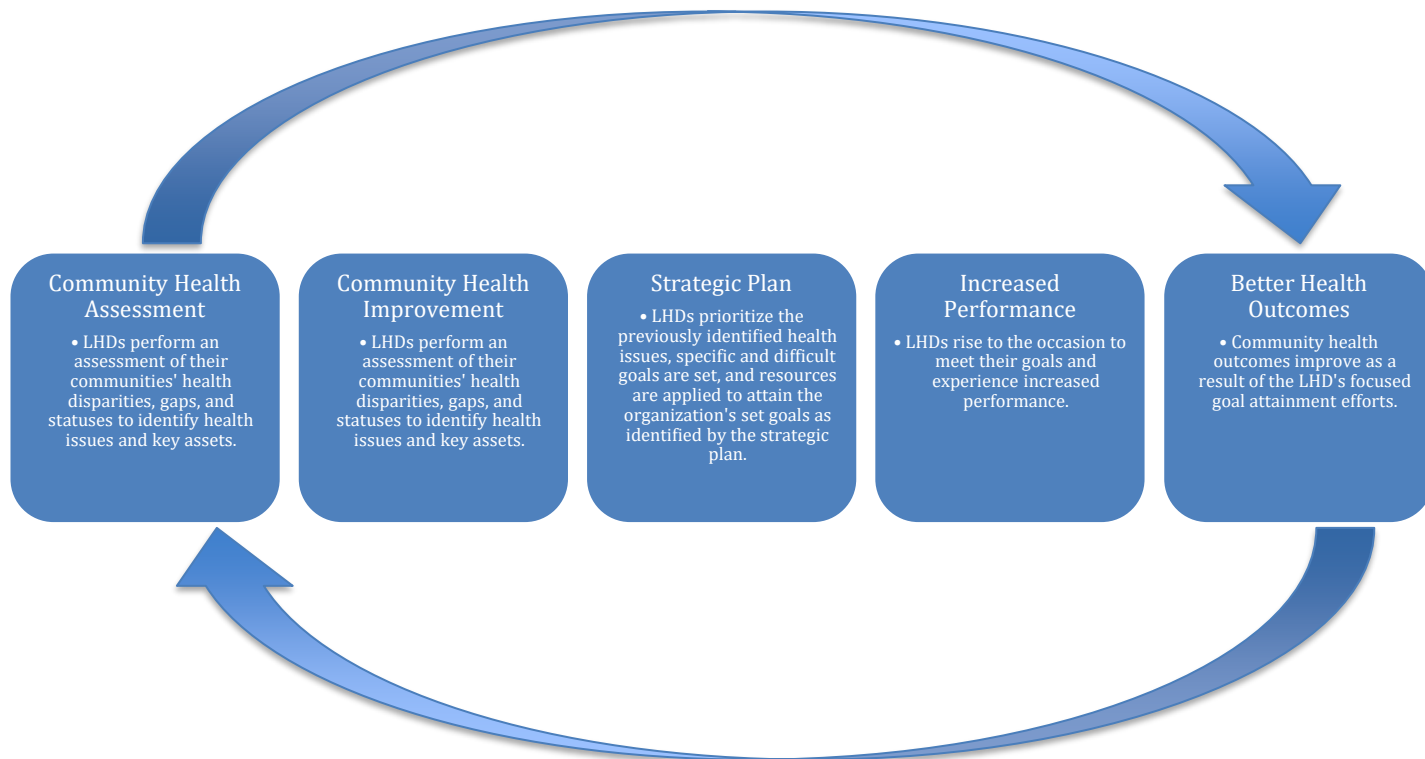 Community Health
Assessment
• LHDs perform an
assessment of their
communities' health
disparities, gaps, and
statuses to identify health
issues and key assets.
Community Health
Improvement
• LHDs perform an
assessment of their
communities' health
disparities, gaps, and
statuses to identify health
issues and key assets.
Strategic Plan
• LHDs prioritize the
previously identified health
issues, specific and difficult
goals are set, and resources
are applied to attain the
organization's set goals as
identified by the strategic
plan.
Increased
Performance
• LHDs rise to the occasion to
meet their goals and
experience increased
performance.
Better Health
Outcomes
• Community health
outcomes improve as a
result of the LHD's focused
goal attainment efforts.